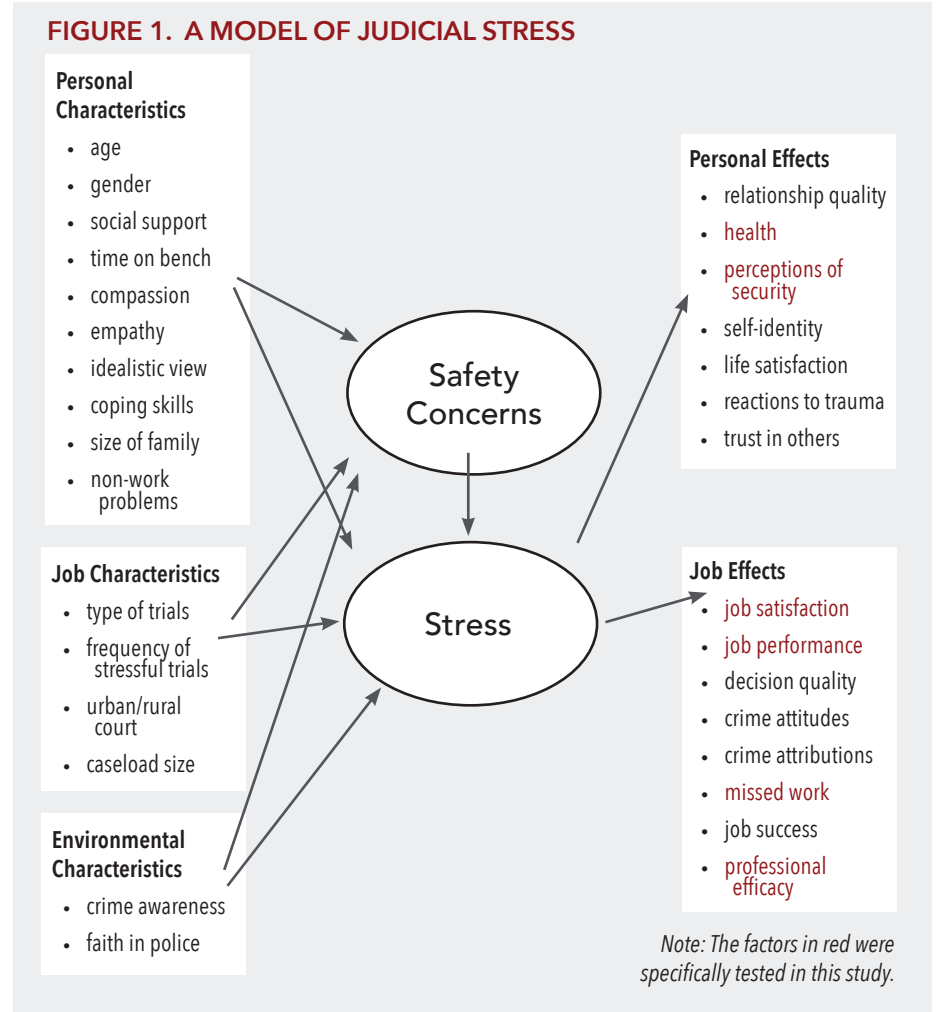 FIGURE 1. A MODEL OF JUDICIAL STRESS
Personal
Characteristics
• age
• gender
• social support
• time on bench
• compassion
• empathy
• idealistic view
• coping skills
• size of family
• non-work
problems
Job Characteristics
• type of trials
• frequency of
stressful trials
• urban/rural
court
• caseload size
Environmental
Characteristics
• crime awareness
• faith in police
Safety
Concerns
Stress
Personal Effects
• relationship quality
• health
• perceptions of
security
• self-identity
• life satisfaction
• reactions to trauma
• trust in others
Job Effects
• job satisfaction
• job performance
• decision quality
• crime attitudes
• crime attributions
• missed work
• job success
• professional
efficacy
Note: The factors in red were
specifically tested in this study.